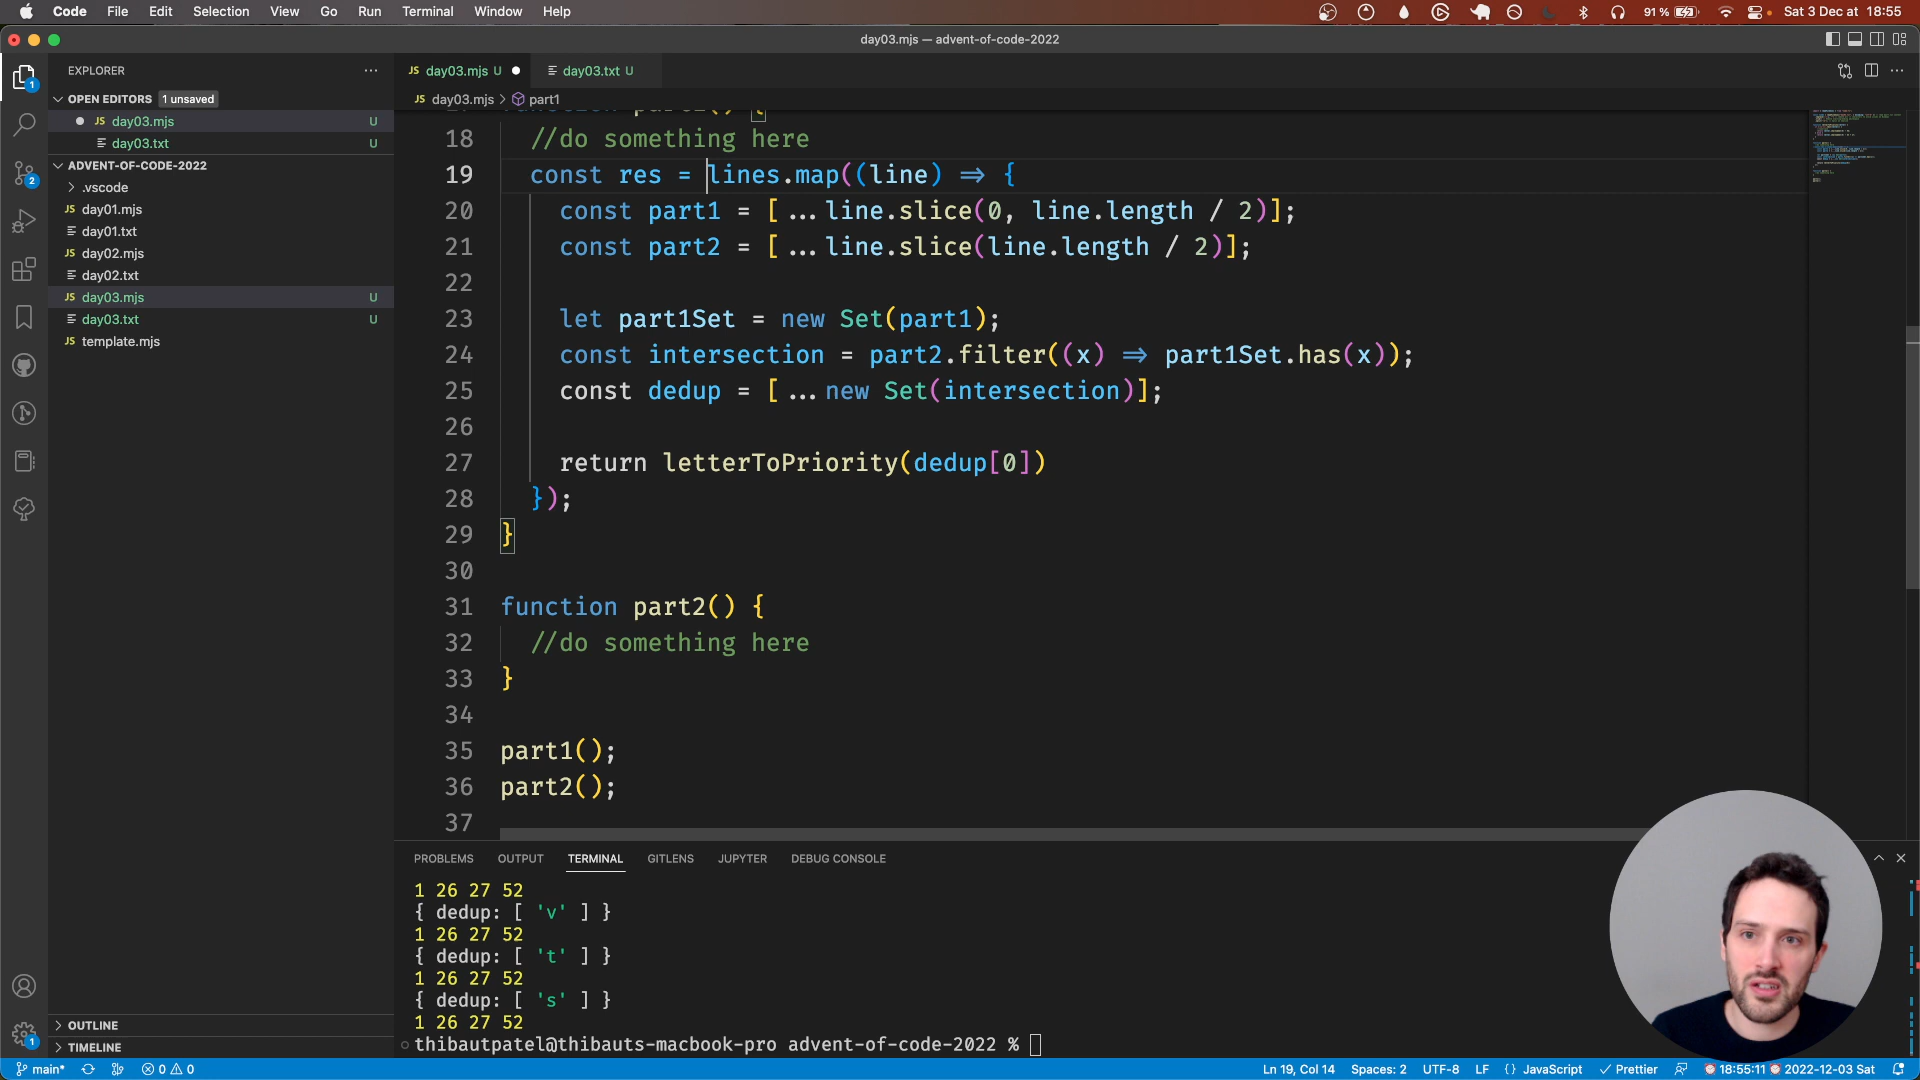 Code File Edit Selection View Go Run Terminal Window Help 91 % Sat 3 Dec at 18:55
day03.mjs — advent-of-code-2022
EXPLORER
OPEN EDITORS 1 unsaved
JS day03.mjs U
day03.txt U
ADVENT-OF-CODE-2022
.vscode
JS day01.mjs
day01.txt
JS day02.mjs
day02.txt
JS day03.mjs U
day03.txt U
JS template.mjs
OUTLINE
TIMELINE
1
2
1
JS day03.mjs U
day03.txt U
JS day03.mjs > part1
18 //do something here
19 const res = lines.map((line) => {
20 const part1 = [...line.slice(0, line.length / 2)];
21 const part2 = [...line.slice(line.length / 2)];
22
23 let part1Set = new Set(part1);
24 const intersection = part2.filter((x) => part1Set.has(x));
25 const dedup = [...new Set(intersection)];
26
27 return letterToPriority(dedup[0])
28 });
29 }
30
31 function part2() {
32 //do something here
33 }
34
35 part1();
36 part2();
37
PROBLEMS OUTPUT TERMINAL GITLENS JUPYTER DEBUG CONSOLE
1 26 27 52
{ dedup: [ 'v' ] }
1 26 27 52
{ dedup: [ 't' ] }
1 26 27 52
{ dedup: [ 's' ] }
1 26 27 52
thibautpatel@thibauts-macbook-pro advent-of-code-2022 %
main* 0 0 Ln 19, Col 14 Spaces: 2 UTF-8 LF {} JavaScript Prettier 18:55:11 2022-12-03 Sat